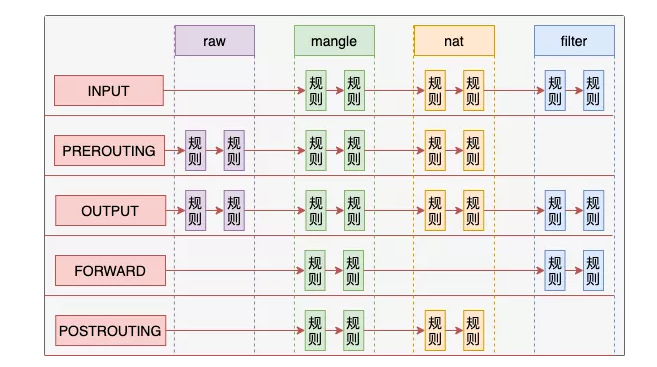 raw mangle nat filter
INPUT 规则 规则 规则 规则 规则 规则
PREROUTING 规则 规则 规则 规则 规则 规则
OUTPUT 规则 规则 规则 规则 规则 规则 规则 规则
FORWARD 规则 规则 规则 规则
POSTROUTING 规则 规则 规则 规则